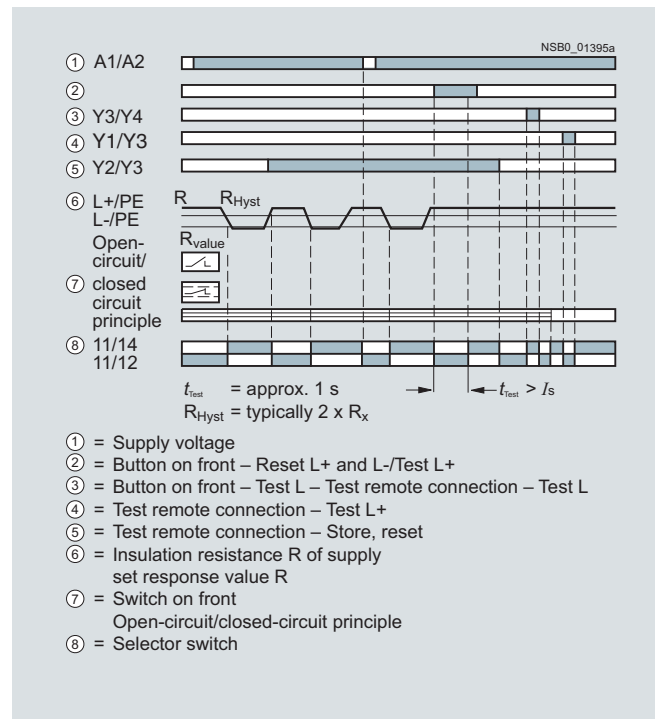 NSB0_01395a
① A1/A2
②
③ Y3/Y4
④ Y1/Y3
⑤ Y2/Y3
⑥ L+/PE R RHyst
L-/PE
Open- Rvalue
circuit/
⑦ closed
circuit
principle
⑧ 11/14
11/12
tTest = approx. 1 s tTest > Is
RHyst = typically 2 x Rx
① = Supply voltage
② = Button on front – Reset L+ and L-/Test L+
③ = Button on front – Test L – Test remote connection – Test L
④ = Test remote connection – Test L+
⑤ = Test remote connection – Store, reset
⑥ = Insulation resistance R of supply
set response value R
⑦ = Switch on front
Open-circuit/closed-circuit principle
⑧ = Selector switch